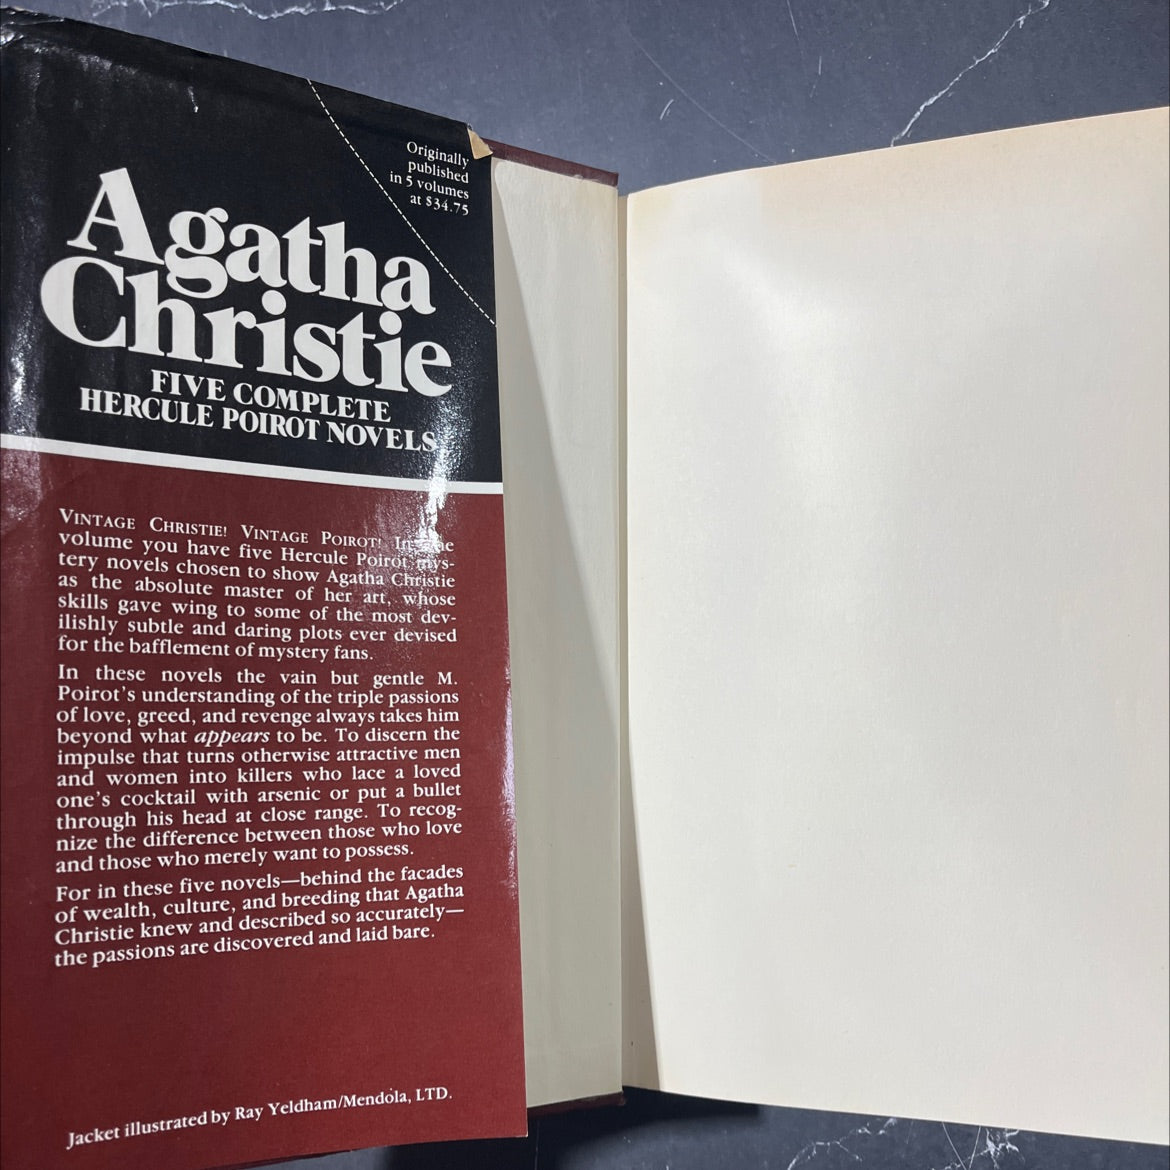 Originally
published
in 5 volumes
at $34.75
Agatha
Christie
FIVE COMPLETE
HERCULE POIROT NOVELS
VINTAGE CHRISTIE! VINTAGE POIROT! In
volume you have five Hercule Poirot mys-
tery novels chosen to show Agatha Christie
as the absolute master of her art, whose
skills gave wing to some of the most dev-
ilishly subtle and daring plots ever devised
for the bafflement of mystery fans.
In these novels the vain but gentle M.
Poirot's understanding of the triple passions
of love, greed, and revenge always takes him
beyond what appears to be. To discern the
impulse that turns otherwise attractive men
and women into killers who lace a loved
one's cocktail with arsenic or put a bullet
through his head at close range. To recog-
nize the difference between those who love
and those who merely want to possess.
For in these five novels—behind the facades
of wealth, culture, and breeding that Agatha
Christie knew and described so accurately—
the passions are discovered and laid bare.
Jacket illustrated by Ray Yeldham/Mendola, LTD.